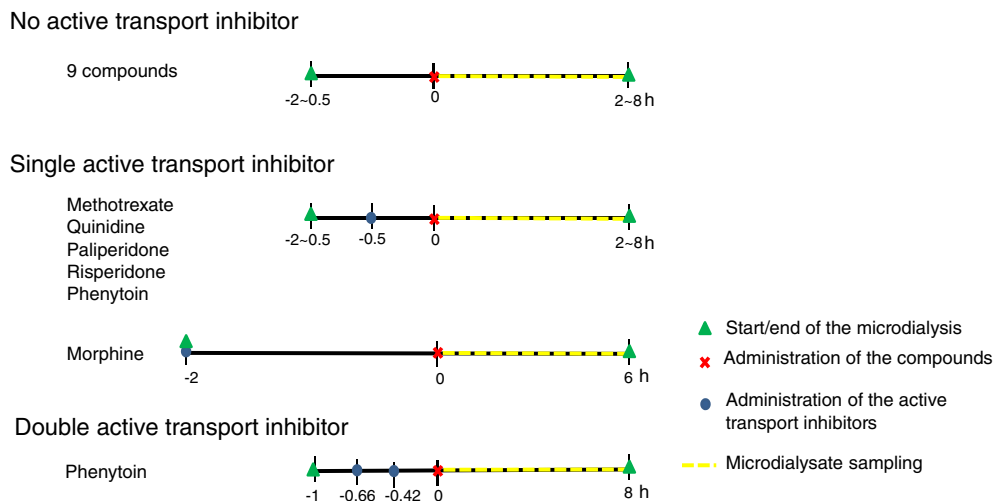 No active transport inhibitor
9 compounds
-2~0.5 0 2~8 h
Single active transport inhibitor
Methotrexate
Quinidine
Paliperidone
Risperidone
Phenytoin
-2~0.5 -0.5 0 2~8 h
Morphine
-2 0 6 h
Double active transport inhibitor
Phenytoin
-1 -0.66 -0.42 0 8 h
Start/end of the microdialysis
Administration of the compounds
Administration of the active
transport inhibitors
Microdialysate sampling